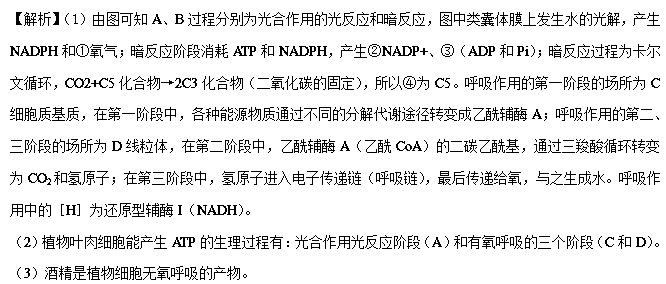 【解析】（1）由图可知 A、B 过程分别为光合作用的光反应和暗反应，图中类囊体膜上发生水的光解，产生
NADPH 和①氧气；暗反应阶段消耗 ATP 和 NADPH，产生②NADP+、③（ADP 和 Pi）；暗反应过程为卡尔
文循环，CO2+C5 化合物→2C3 化合物（二氧化碳的固定），所以④为 C5。呼吸作用的第一阶段的场所为 C
细胞质基质，在第一阶段中，各种能源物质通过不同的分解代谢途径转变成乙酰辅酶 A；呼吸作用的第二、
三阶段的场所为 D 线粒体，在第二阶段中，乙酰辅酶 A（乙酰 CoA）的二碳乙酰基，通过三羧酸循环转变
为 CO₂和氢原子；在第三阶段中，氢原子进入电子传递链（呼吸链），最后传递给氧，与之生成水。呼吸作
用中的［H］为还原型辅酶 I（NADH）。
（2）植物叶肉细胞能产生 ATP 的生理过程有：光合作用光反应阶段（A）和有氧呼吸的三个阶段（C 和 D）。
（3）酒精是植物细胞无氧呼吸的产物。